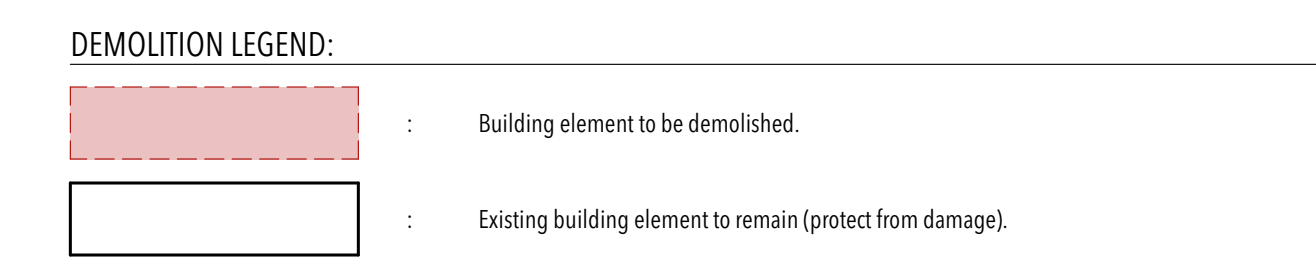 DEMOLITION LEGEND:
: Building element to be demolished.
: Existing building element to remain (protect from damage).